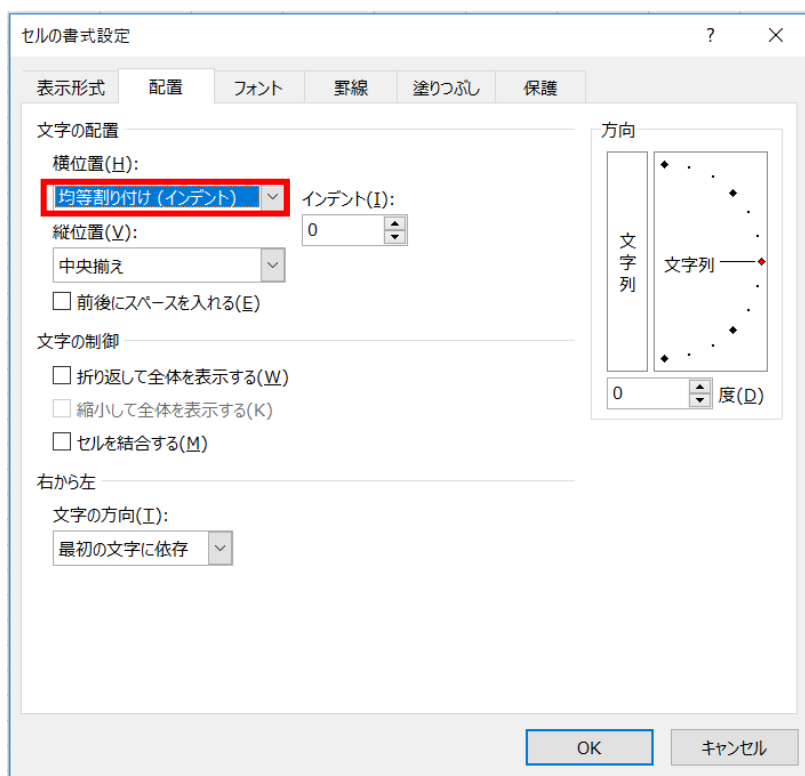 セルの書式設定 ?
表示形式 配置 フォント 罫線 塗りつぶし 保護
文字の配置
横位置(H):
均等割り付け (インデント)
インデント(I):
0
縦位置(V):
中央揃え
前後にスペースを入れる(E)
文字の制御
折り返して全体を表示する(W)
縮小して全体を表示する(K)
セルを結合する(M)
右から左
文字の方向(T):
最初の文字に依存
方向
文字列
文字列
0 度(D)
OK キャンセル